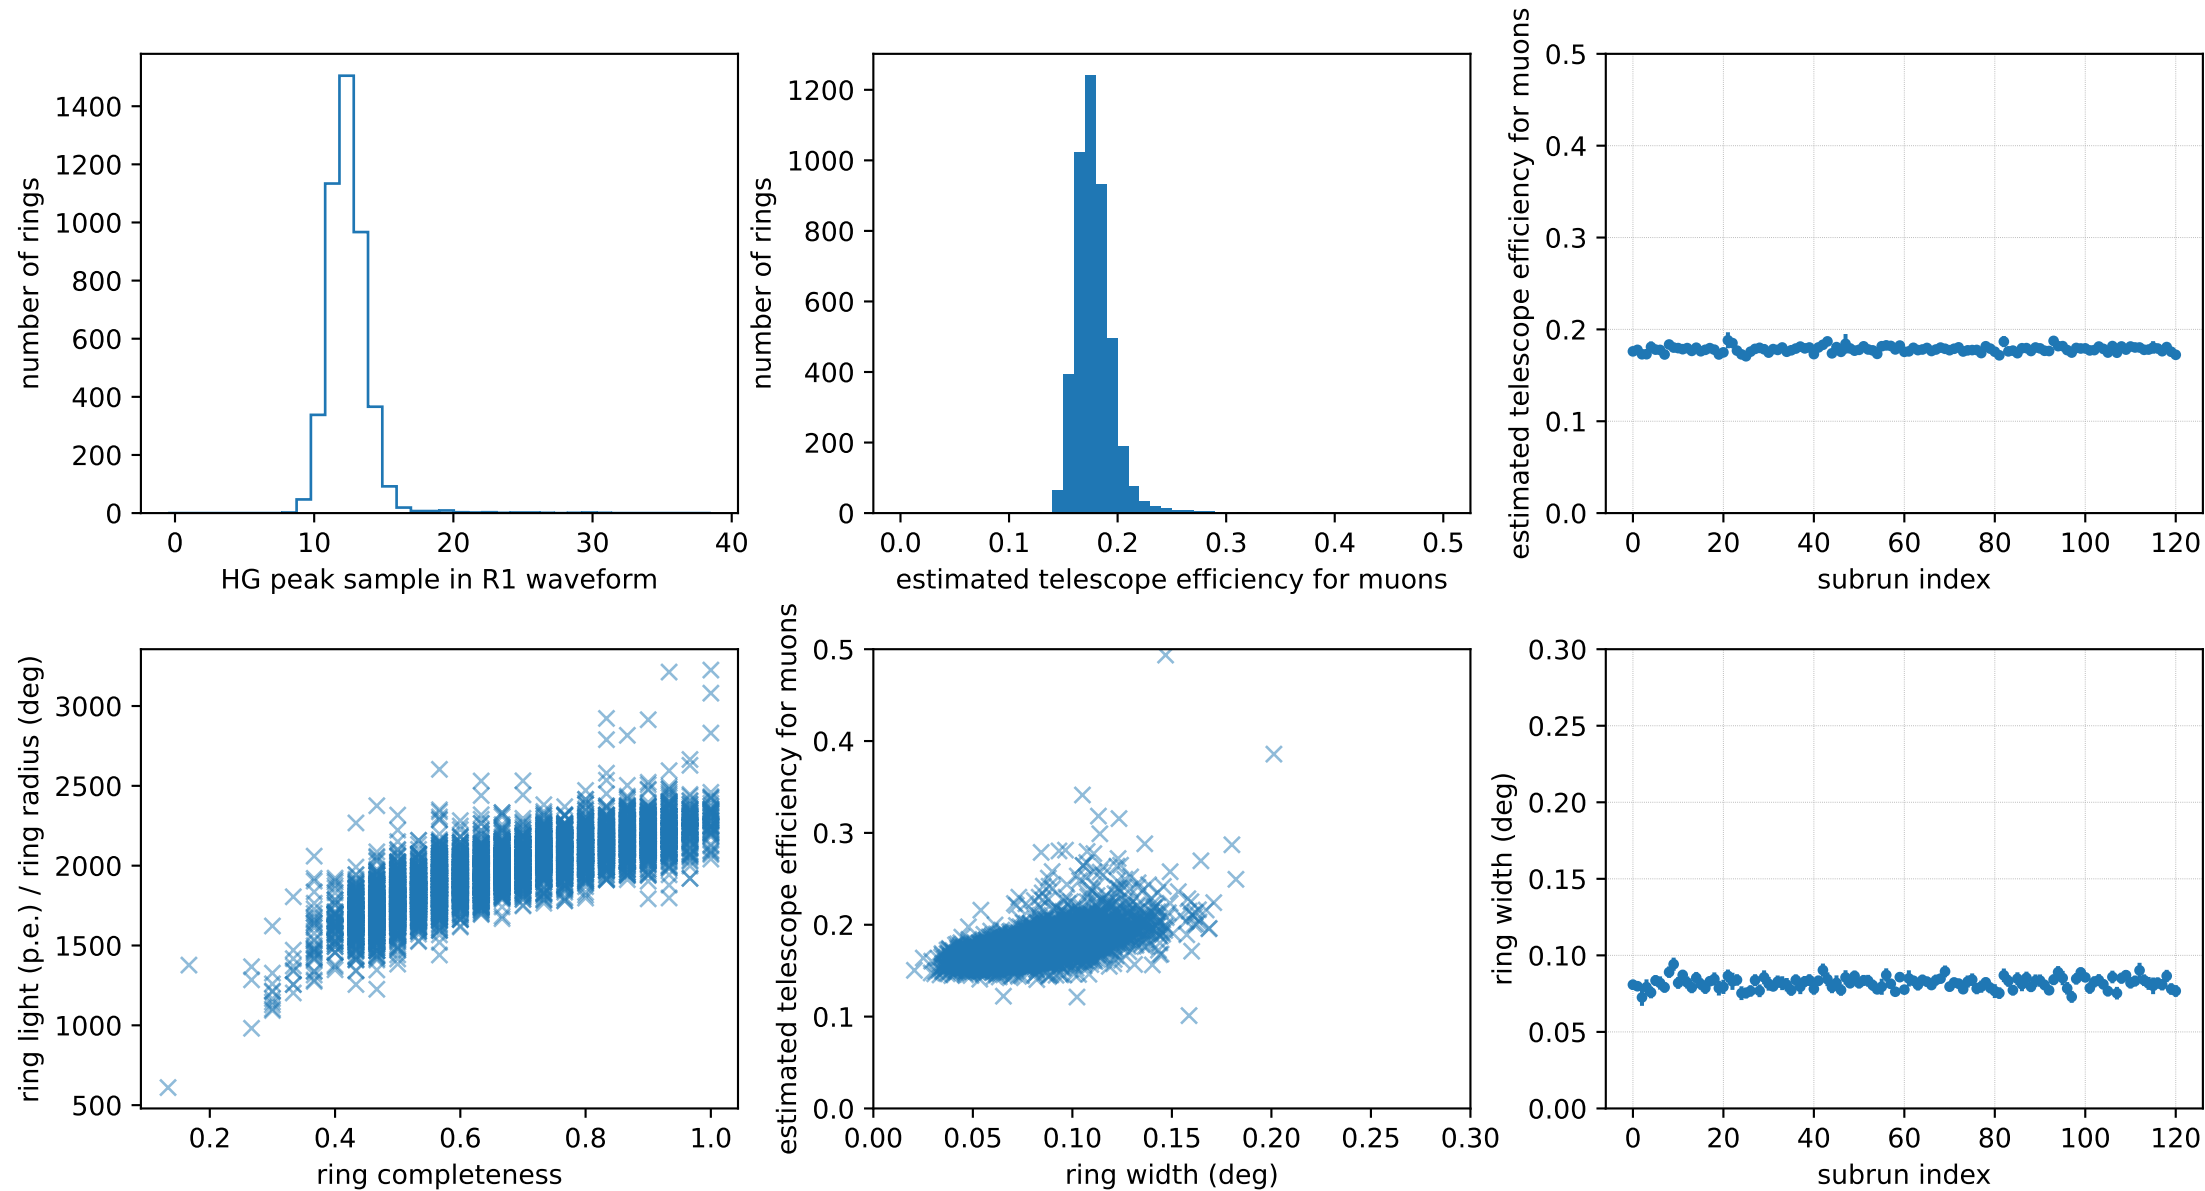 number of rings
1400
1200
1000
800
600
400
200
0
0 10 20 30 40
HG peak sample in R1 waveform
number of rings
1200
1000
800
600
400
200
0
0.0 0.1 0.2 0.3 0.4 0.5
estimated telescope efficiency for muons
estimated telescope efficiency for muons
0.5
0.4
0.3
0.2
0.1
0.0
0 20 40 60 80 100 120
subrun index
ring light (p.e.) / ring radius (deg)
3000
2500
2000
1500
1000
500
0.2 0.4 0.6 0.8 1.0
ring completeness
estimated telescope efficiency for muons
0.5
0.4
0.3
0.2
0.1
0.0
0.00 0.05 0.10 0.15 0.20 0.25 0.30
ring width (deg)
ring width (deg)
0.30
0.25
0.20
0.15
0.10
0.05
0.00
0 20 40 60 80 100 120
subrun index